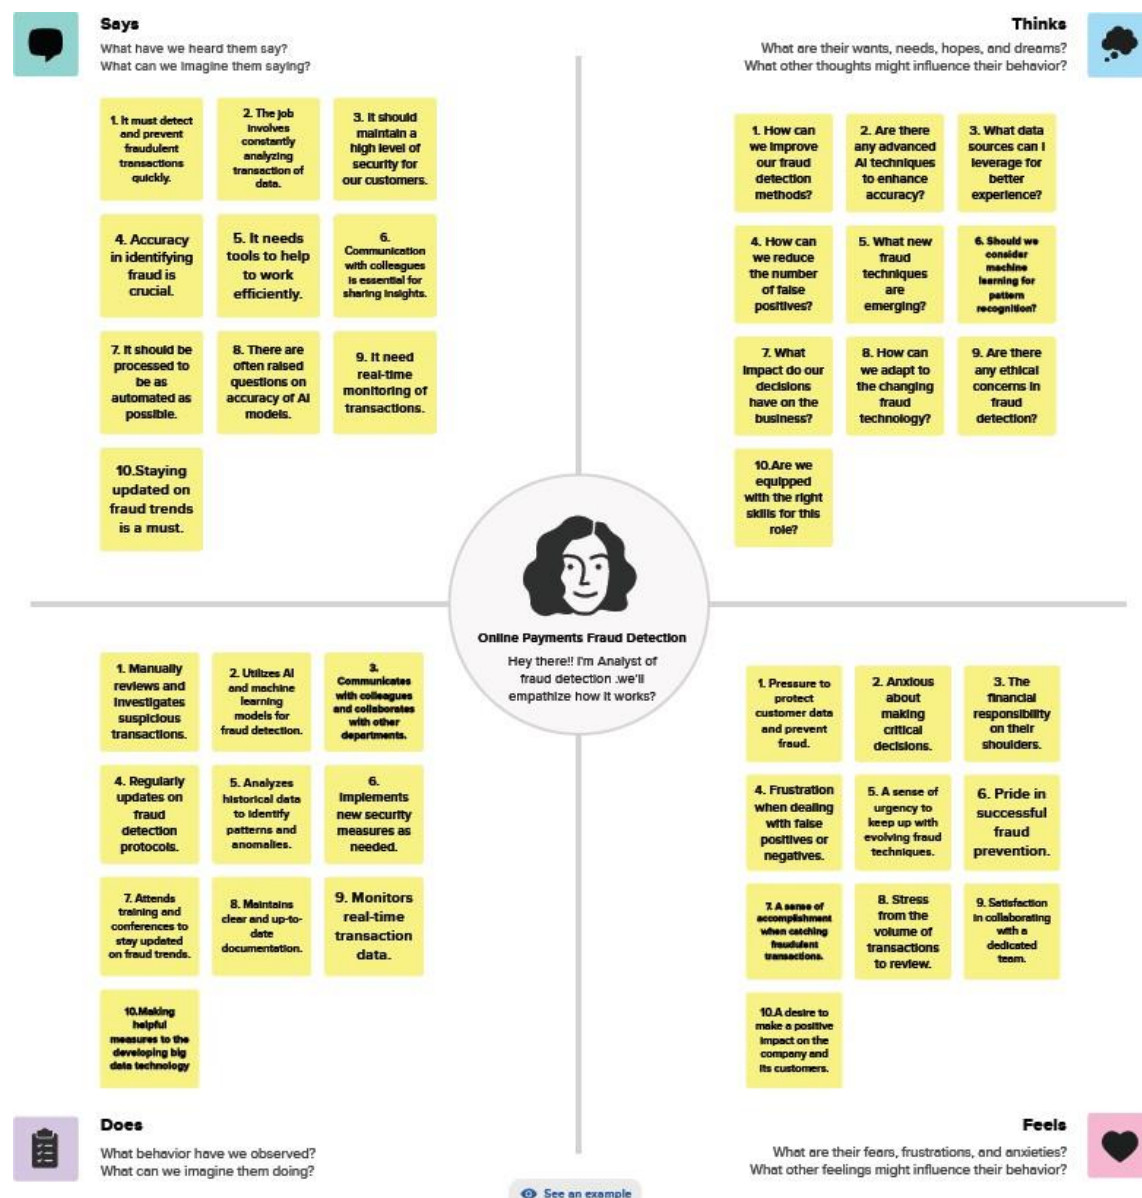 Says
What have we heard them say?
What can we imagine them saying?
1. It must detect
and prevent
fraudulent
transactions
quickly.
2. The job
involves
constantly
analyzing
transaction of
data.
3. It should
maintain a
high level of
security for
our customers.
4. Accuracy
in identifying
fraud is
crucial.
5. It needs
tools to help
to work
efficiently.
6.
Communication
with colleagues
is essential for
sharing insights.
7. It should be
processed to
be as
automated as
possible.
8. There are
often raised
questions on
accuracy of AI
models.
9. It need
real-time
monitoring of
transactions.
10.Staying
updated on
fraud trends
is a must.
Thinks
What are their wants, needs, hopes, and dreams?
What other thoughts might influence their behavior?
1. How can
we improve
our fraud
detection
methods?
2. Are there
any advanced
AI techniques
to enhance
accuracy?
3. What data
sources can I
leverage for
better
experience?
4. How can
we reduce
the number
of false
positives?
5. What new
fraud
techniques
are
emerging?
6. Should we
consider
machine
learning for
pattern
recognition?
7. What
impact do our
decisions
have on the
business?
8. How can
we adapt to
the changing
fraud
technology?
9. Are there
any ethical
concerns in
fraud
detection?
10.Are we
equipped
with the right
skills for this
role?
Online Payments Fraud Detection
Hey there!! I'm Analyst of
fraud detection .we'll
empathize how it works?
1. Manually
reviews and
investigates
suspicious
transactions.
2. Utilizes AI
and machine
learning
models for
fraud detection.
3.
Communicates
with colleagues
and collaborates
with other
departments.
4. Regularly
updates on
fraud
detection
protocols.
5. Analyzes
historical data
to identify
patterns and
anomalies.
6.
Implements
new security
measures as
needed.
7. Attends
training and
conferences to
stay updated
on fraud trends.
8. Maintains
clear and up-to-
date
documentation.
9. Monitors
real-time
transaction
data.
10.Making
helpful
measures to the
developing big
data technology
Does
What behavior have we observed?
What can we imagine them doing?
1. Pressure to
protect
customer data
and prevent
fraud.
2. Anxious
about
making
critical
decisions.
3. The
financial
responsibility
on their
shoulders.
4. Frustration
when dealing
with false
positives or
negatives.
5. A sense of
urgency to
keep up with
evolving fraud
techniques.
6. Pride in
successful
fraud
prevention.
7. A sense of
accomplishment
when catching
fraudulent
transactions.
8. Stress
from the
volume of
transactions
to review.
9. Satisfaction
in collaborating
with a
dedicated
team.
10.A desire to
make a positive
impact on the
company and
its customers.
Feels
What are their fears, frustrations, and anxieties?
What other feelings might influence their behavior?
See an example